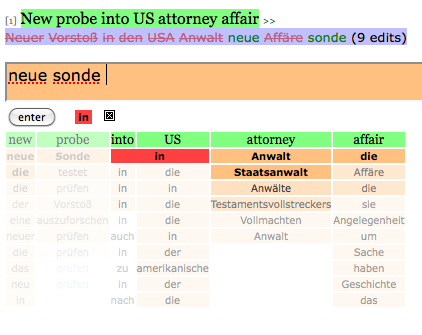 [1] New probe into US attorney affair >>
Neuer Vorstoß in den USA Anwalt neue Affäre sonde (9 edits)
neue sonde
enter in
new probe into US attorney affair
neue Sonde in Anwalt die
die testet in die Staatsanwalt Affäre
die prüfen in in Anwälte die
der Vorstoß in die Testamentsvollstreckers sie
eine auszuforschen in die Vollmachten Angelegenheit
neuer prüfen auch in Anwalt um
die prüfen in der Sache
das prüfen zu amerikanische haben
neu prüfen in der Geschichte
in prüfen nach die das